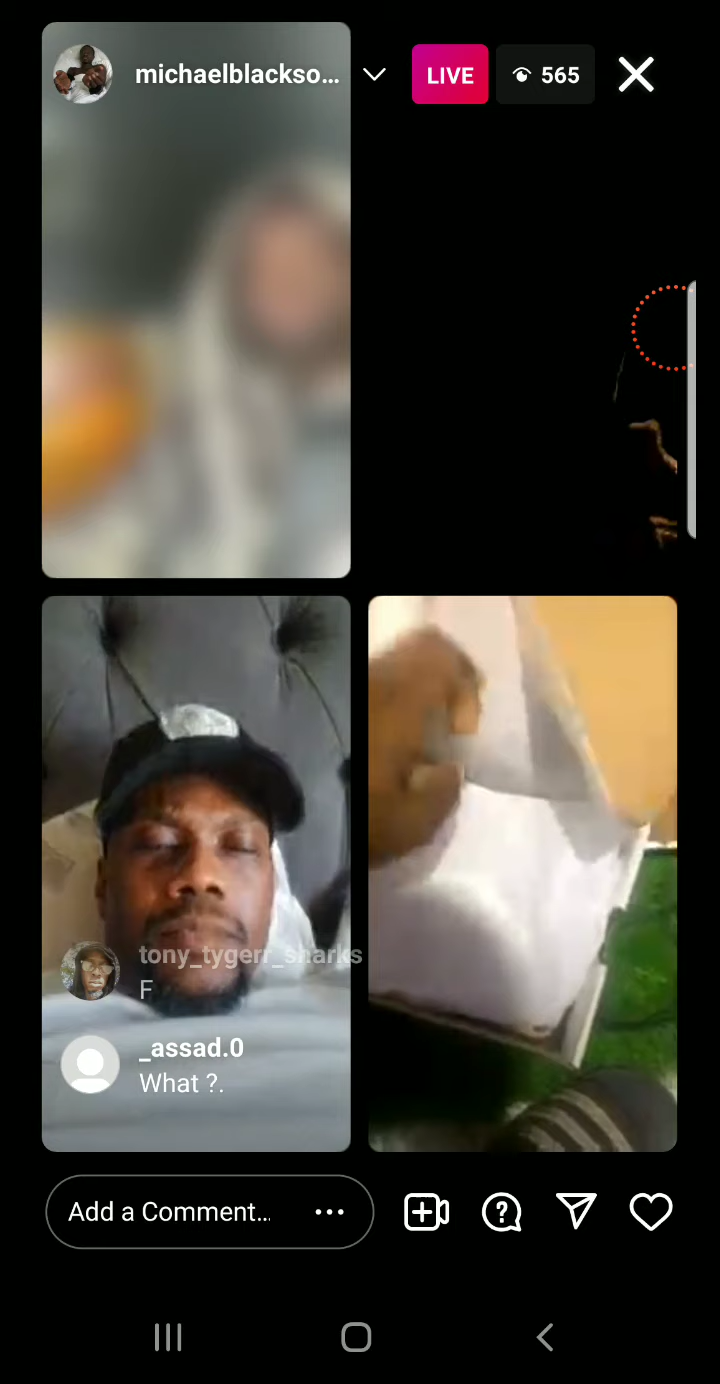 michaelblackso...
LIVE
565
tony_tygerr_sharks
F
_assad.0
What ?.
Add a Comment...